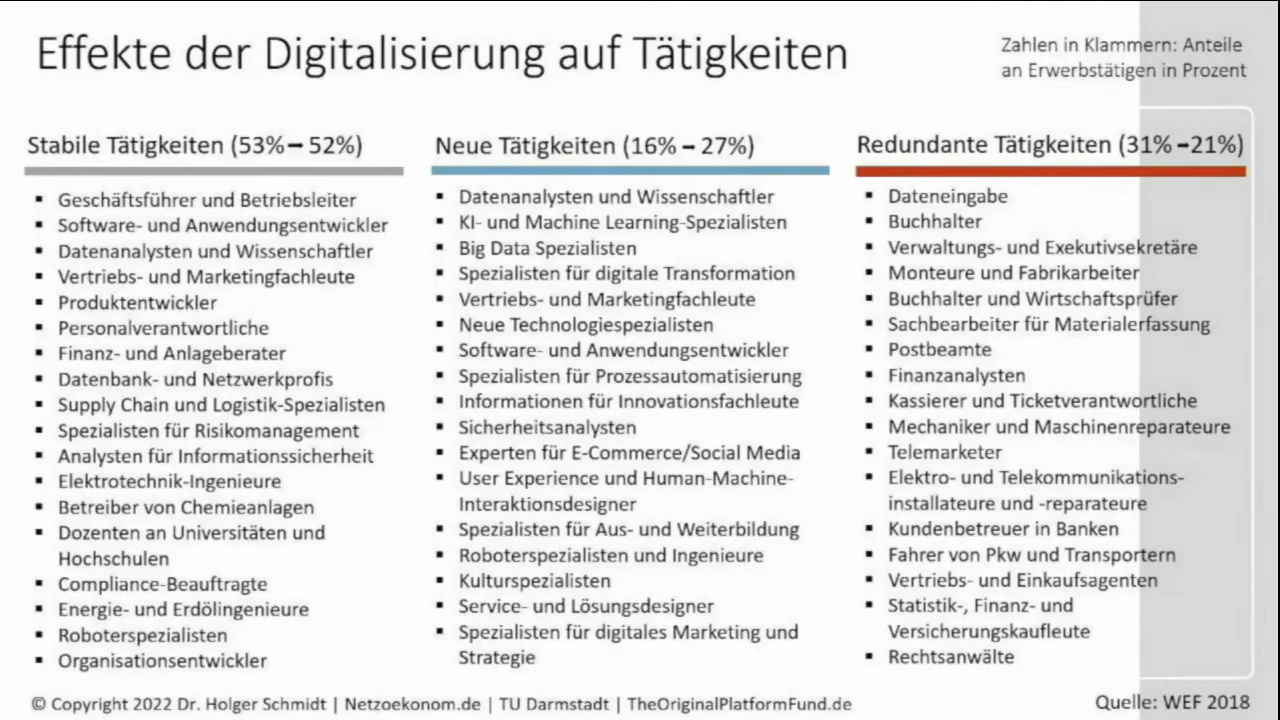 Effekte der Digitalisierung auf Tätigkeiten
Zahlen in Klammern: Anteile
an Erwerbstätigen in Prozent
Stabile Tätigkeiten (53%– 52%)
▪ Geschäftsführer und Betriebsleiter
▪ Software- und Anwendungsentwickler
▪ Datenanalysten und Wissenschaftler
▪ Vertriebs- und Marketingfachleute
▪ Produktentwickler
▪ Personalverantwortliche
▪ Finanz- und Anlageberater
▪ Datenbank- und Netzwerkprofis
▪ Supply Chain und Logistik-Spezialisten
▪ Spezialisten für Risikomanagement
▪ Analysten für Informationssicherheit
▪ Elektrotechnik-Ingenieure
▪ Betreiber von Chemieanlagen
▪ Dozenten an Universitäten und
Hochschulen
▪ Compliance-Beauftragte
▪ Energie- und Erdölingenieure
▪ Roboterspezialisten
▪ Organisationsentwickler
Neue Tätigkeiten (16% – 27%)
▪ Datenanalysten und Wissenschaftler
▪ KI- und Machine Learning-Spezialisten
▪ Big Data Spezialisten
▪ Spezialisten für digitale Transformation
▪ Vertriebs- und Marketingfachleute
▪ Neue Technologiespezialisten
▪ Software- und Anwendungsentwickler
▪ Spezialisten für Prozessautomatisierung
▪ Informationen für Innovationsfachleute
▪ Sicherheitsanalysten
▪ Experten für E-Commerce/Social Media
▪ User Experience und Human-Machine-
Interaktionsdesigner
▪ Spezialisten für Aus- und Weiterbildung
▪ Roboterspezialisten und Ingenieure
▪ Kulturspezialisten
▪ Service- und Lösungsdesigner
▪ Spezialisten für digitales Marketing und
Strategie
Redundante Tätigkeiten (31% –21%)
▪ Dateneingabe
▪ Buchhalter
▪ Verwaltungs- und Exekutivsekretäre
▪ Monteure und Fabrikarbeiter
▪ Buchhalter und Wirtschaftsprüfer
▪ Sachbearbeiter für Materialerfassung
▪ Postbeamte
▪ Finanzanalysten
▪ Kassierer und Ticketverantwortliche
▪ Mechaniker und Maschinenreparateure
▪ Telemarketer
▪ Elektro- und Telekommunikations-
installateure und -reparateure
▪ Kundenbetreuer in Banken
▪ Fahrer von Pkw und Transportern
▪ Vertriebs- und Einkaufsagenten
▪ Statistik-, Finanz- und
Versicherungskaufleute
▪ Rechtsanwälte
© Copyright 2022 Dr. Holger Schmidt | Netzoekonom.de | TU Darmstadt | TheOriginalPlatformFund.de
Quelle: WEF 2018